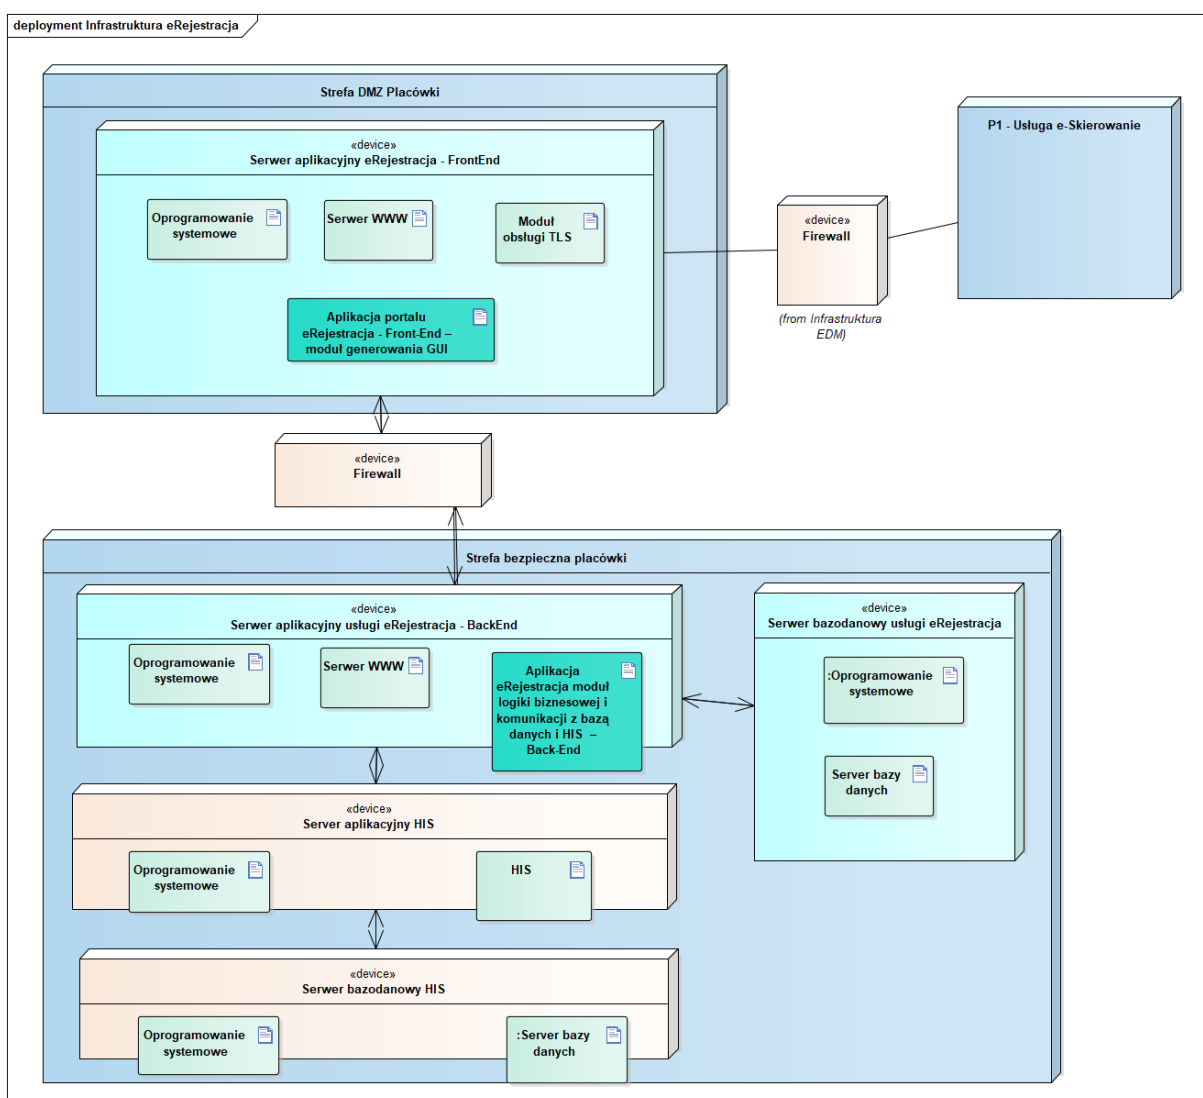 deployment Infrastruktura eRejestracja
Strefa DMZ Placówki
«device»
Serwer aplikacyjny eRejestracja - FrontEnd
Oprogramowanie
systemowe
Serwer WWW
Moduł
obsługi TLS
Aplikacja portalu
eRejestracja - Front-End –
moduł generowania GUI
«device»
Firewall
(from Infrastruktura
EDM)
P1 - Usługa e-Skierowanie
«device»
Firewall
Strefa bezpieczna placówki
«device»
Serwer aplikacyjny usługi eRejestracja - BackEnd
Oprogramowanie
systemowe
Serwer WWW
Aplikacja
eRejestracja moduł
logiki biznesowej i
komunikacji z bazą
danych i HIS –
Back-End
«device»
Serwer bazodanowy usługi eRejestracja
:Oprogramowanie
systemowe
Server bazy
danych
«device»
Server aplikacyjny HIS
Oprogramowanie
systemowe
HIS
«device»
Serwer bazodanowy HIS
Oprogramowanie
systemowe
:Server bazy
danych